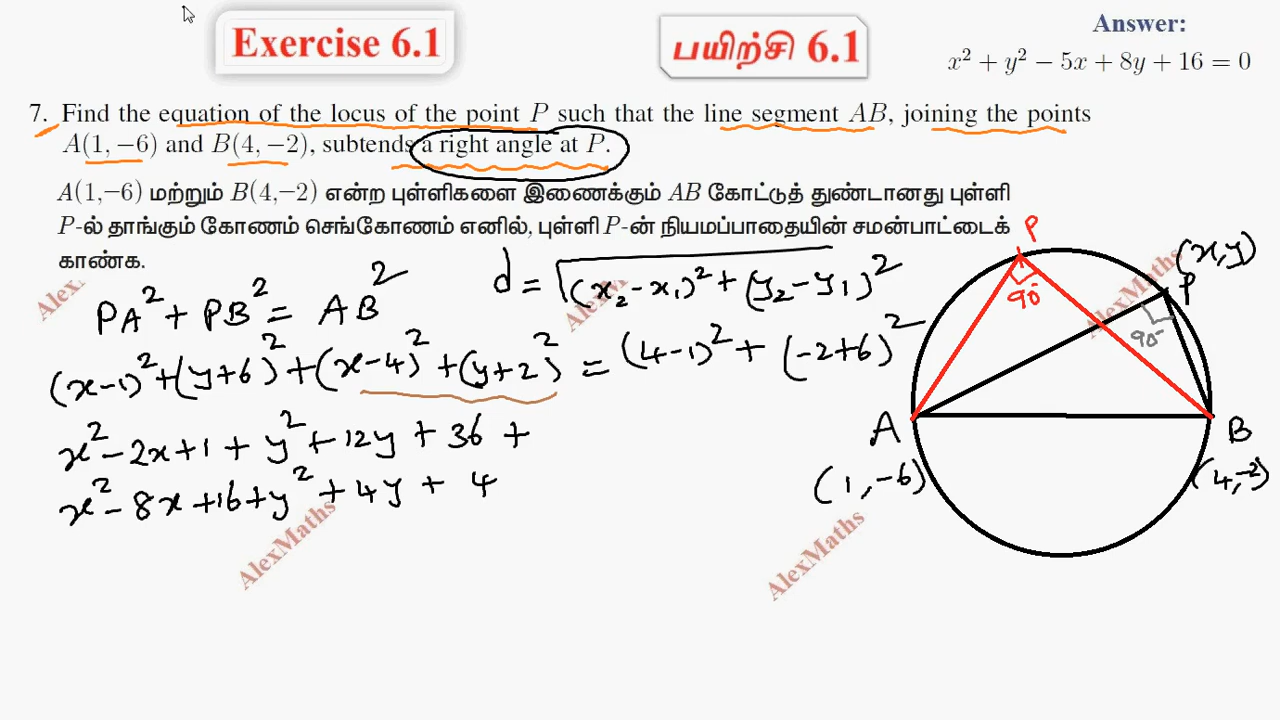 Exercise 6.1
பயிற்சி 6.1
Answer:
x² + y² − 5x + 8y + 16 = 0
7. Find the equation of the locus of the point P such that the line segment AB, joining the points
A(1, −6) and B(4, −2), subtends a right angle at P.
A(1,−6) மற்றும் B(4,−2) என்ற புள்ளிகளை இணைக்கும் AB கோட்டுத் துண்டானது புள்ளி
P-ல் தாங்கும் கோணம் செங்கோணம் எனில், புள்ளி P-ன் நியமப்பாதையின் சமன்பாட்டைக்
காண்க.
d = √(x₂ − x₁)² + (y₂ − y₁)²
PA² + PB² = AB²
(x−1)² + (y+6)² + (x−4)² + (y+2)² = (4−1)² + (−2+6)²
x² − 2x + 1 + y² + 12y + 36 +
x² − 8x + 16 + y² + 4y + 4
P
90°
(x, y)
P
90°
A
(1, −6)
B
(4, −2)
AlexMaths
AlexMaths
AlexMaths
AlexMaths
AlexMaths